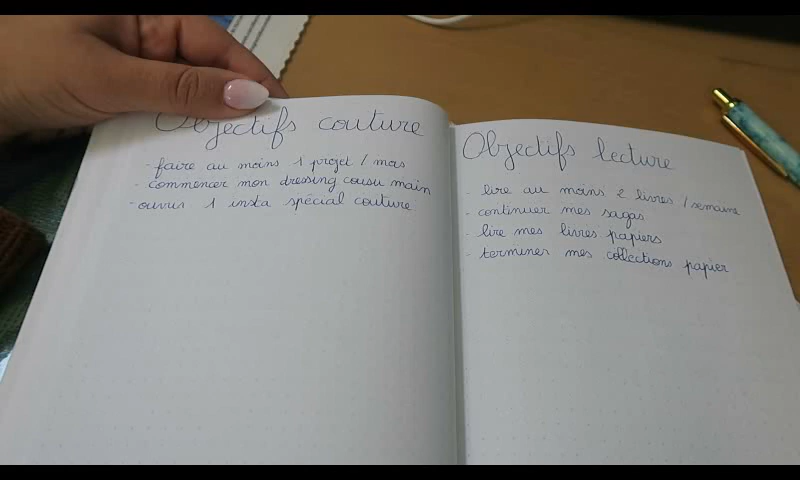 Objectifs couture
- faire au moins 1 projet / mois
- commencer mon dressing cousu main
- ouvrir 1 insta spécial couture
Objectifs lecture
- lire au moins 2 livres / semaine
- continuer mes sagas
- lire mes livres papiers
- terminer mes collections papier